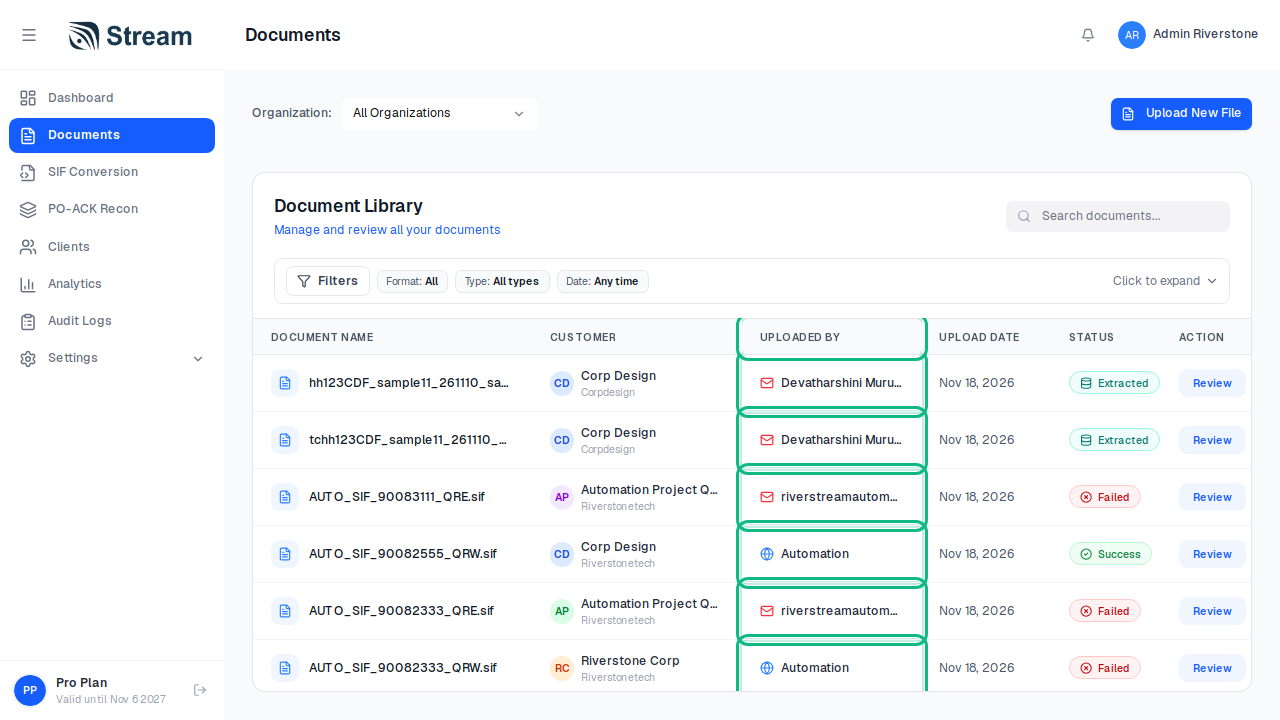 Stream
Documents
AR
Admin Riverstone
Dashboard
Documents
SIF Conversion
PO-ACK Recon
Clients
Analytics
Audit Logs
Settings
PP
Pro Plan
Valid until Nov 6 2027
Organization:
All Organizations
Upload New File
Document Library
Manage and review all your documents
Search documents...
Filters
Format: All
Type: All types
Date: Any time
Click to expand
DOCUMENT NAME CUSTOMER UPLOADED BY UPLOAD DATE STATUS ACTION
hh123CDF_sample11_261110_sa... CD Corp Design Devatharshini Muru... Nov 18, 2026 Extracted Review
Corpdesign
tchh123CDF_sample11_261110_... CD Corp Design Devatharshini Muru... Nov 18, 2026 Extracted Review
Corpdesign
AUTO_SIF_90083111_QRE.sif AP Automation Project Q... riverstreamautom... Nov 18, 2026 Failed Review
Riverstonetech
AUTO_SIF_90082555_QRW.sif CD Corp Design Automation Nov 18, 2026 Success Review
Riverstonetech
AUTO_SIF_90082333_QRE.sif AP Automation Project Q... riverstreamautom... Nov 18, 2026 Failed Review
Riverstonetech
AUTO_SIF_90082333_QRW.sif RC Riverstone Corp Automation Nov 18, 2026 Failed Review
Riverstonetech